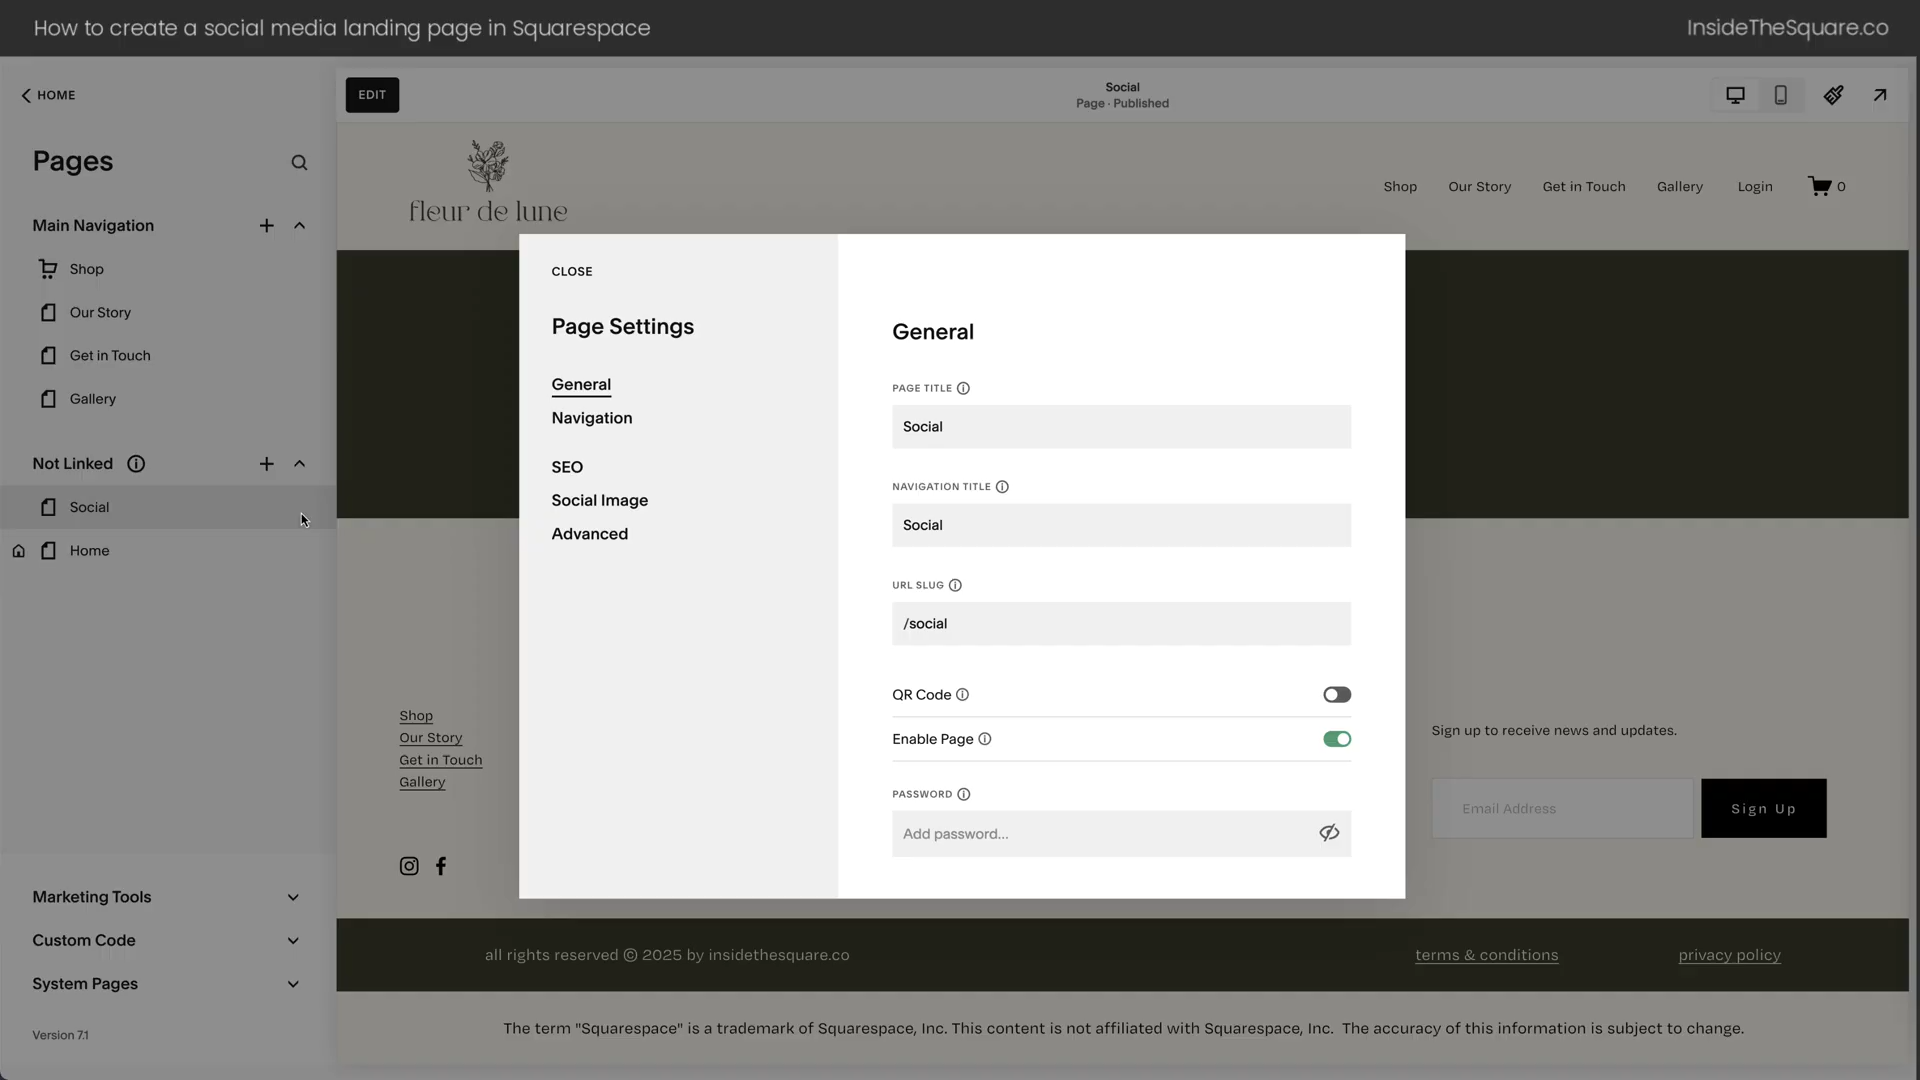 How to create a social media landing page in Squarespace
InsideTheSquare.co
HOME
Pages
Main Navigation
Shop
Our Story
Get in Touch
Gallery
Not Linked
Social
Home
Marketing Tools
Custom Code
System Pages
Version 7.1
EDIT
Social
Page · Published
fleur de lune
Shop
Our Story
Get in Touch
Gallery
Login
0
CLOSE
Page Settings
General
Navigation
SEO
Social Image
Advanced
General
PAGE TITLE
Social
NAVIGATION TITLE
Social
URL SLUG
/social
QR Code
Enable Page
PASSWORD
Add password...
Shop
Our Story
Get in Touch
Gallery
Sign up to receive news and updates.
Email Address
Sign Up
all rights reserved © 2025 by insidethesquare.co
terms & conditions
privacy policy
The term "Squarespace" is a trademark of Squarespace, Inc. This content is not affiliated with Squarespace, Inc. The accuracy of this information is subject to change.